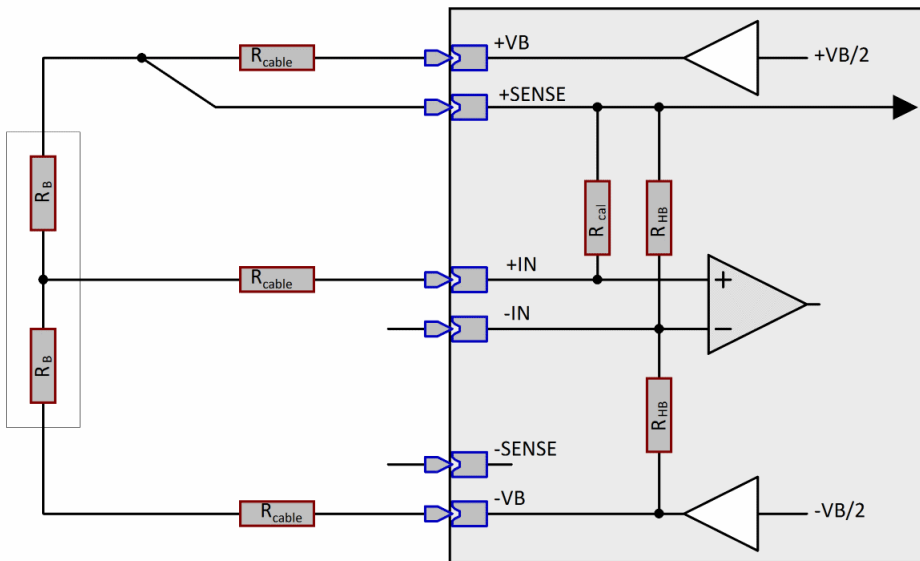 +VB
+VB/2
Rcable
+SENSE
RB
Rcal
RHB
+IN
Rcable
+
-IN
−
RB
RHB
-SENSE
-VB
Rcable
-VB/2